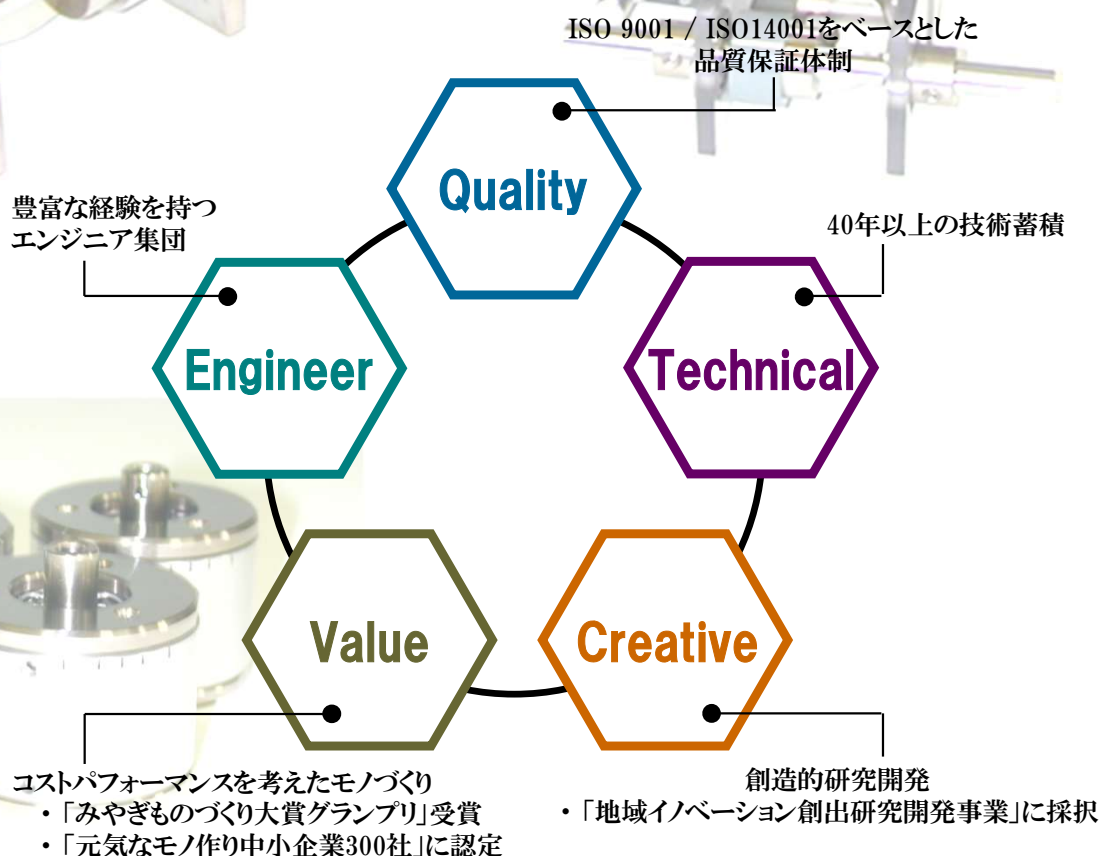 ISO 9001 / ISO14001をベースとした
品質保証体制
Quality
豊富な経験を持つ
エンジニア集団
40年以上の技術蓄積
Engineer
Technical
Value
Creative
コストパフォーマンスを考えたモノづくり
・「みやぎものづくり大賞グランプリ」受賞
・「元気なモノ作り中小企業300社」に認定
創造的研究開発
・「地域イノベーション創出研究開発事業」に採択